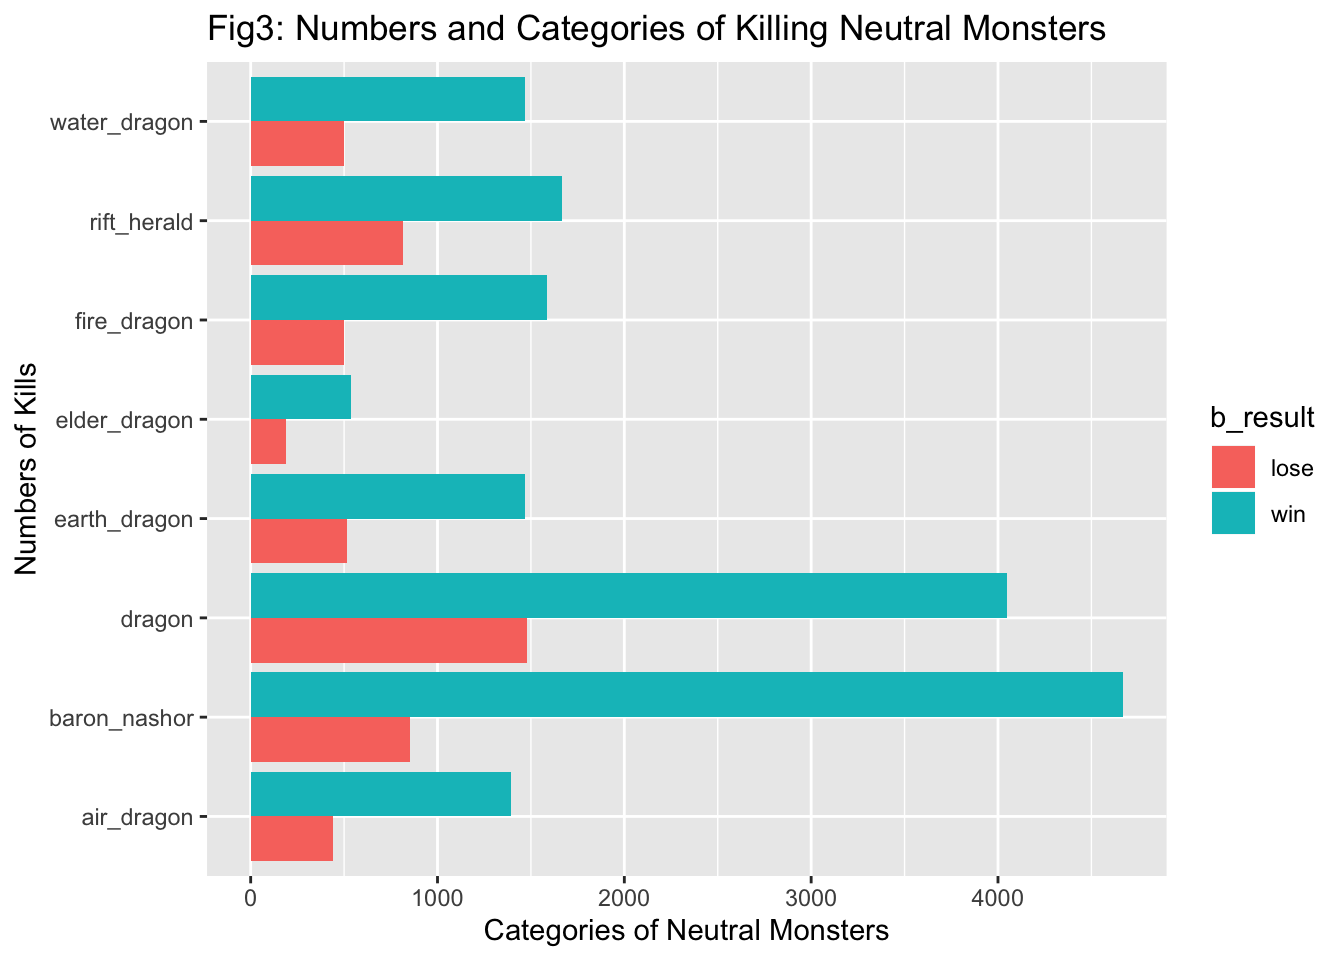 Fig3: Numbers and Categories of Killing Neutral Monsters
Numbers of Kills
water_dragon
rift_herald
fire_dragon
elder_dragon
earth_dragon
dragon
baron_nashor
air_dragon
0 1000 2000 3000 4000
Categories of Neutral Monsters
b_result
lose
win